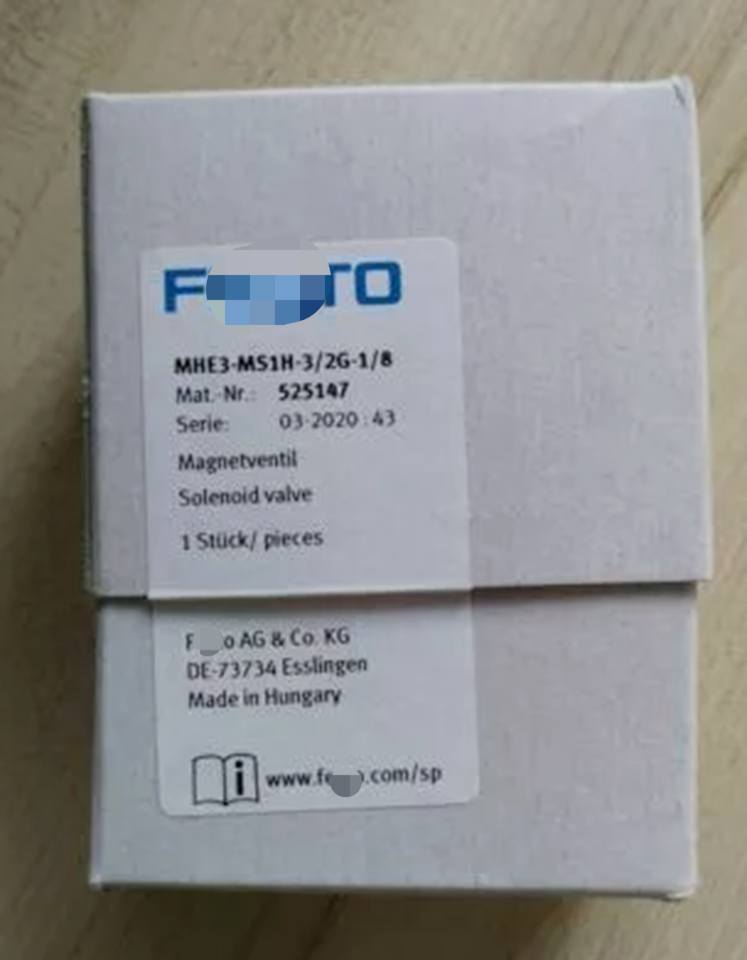 MHE3-MS1H-3/2G-1/8
Mat.-Nr.: 525147
Serie: 03-2020:43
Magnetventil
Solenoid valve
1 Stück/ pieces
AG & Co. KG
DE-73734 Esslingen
Made in Hungary